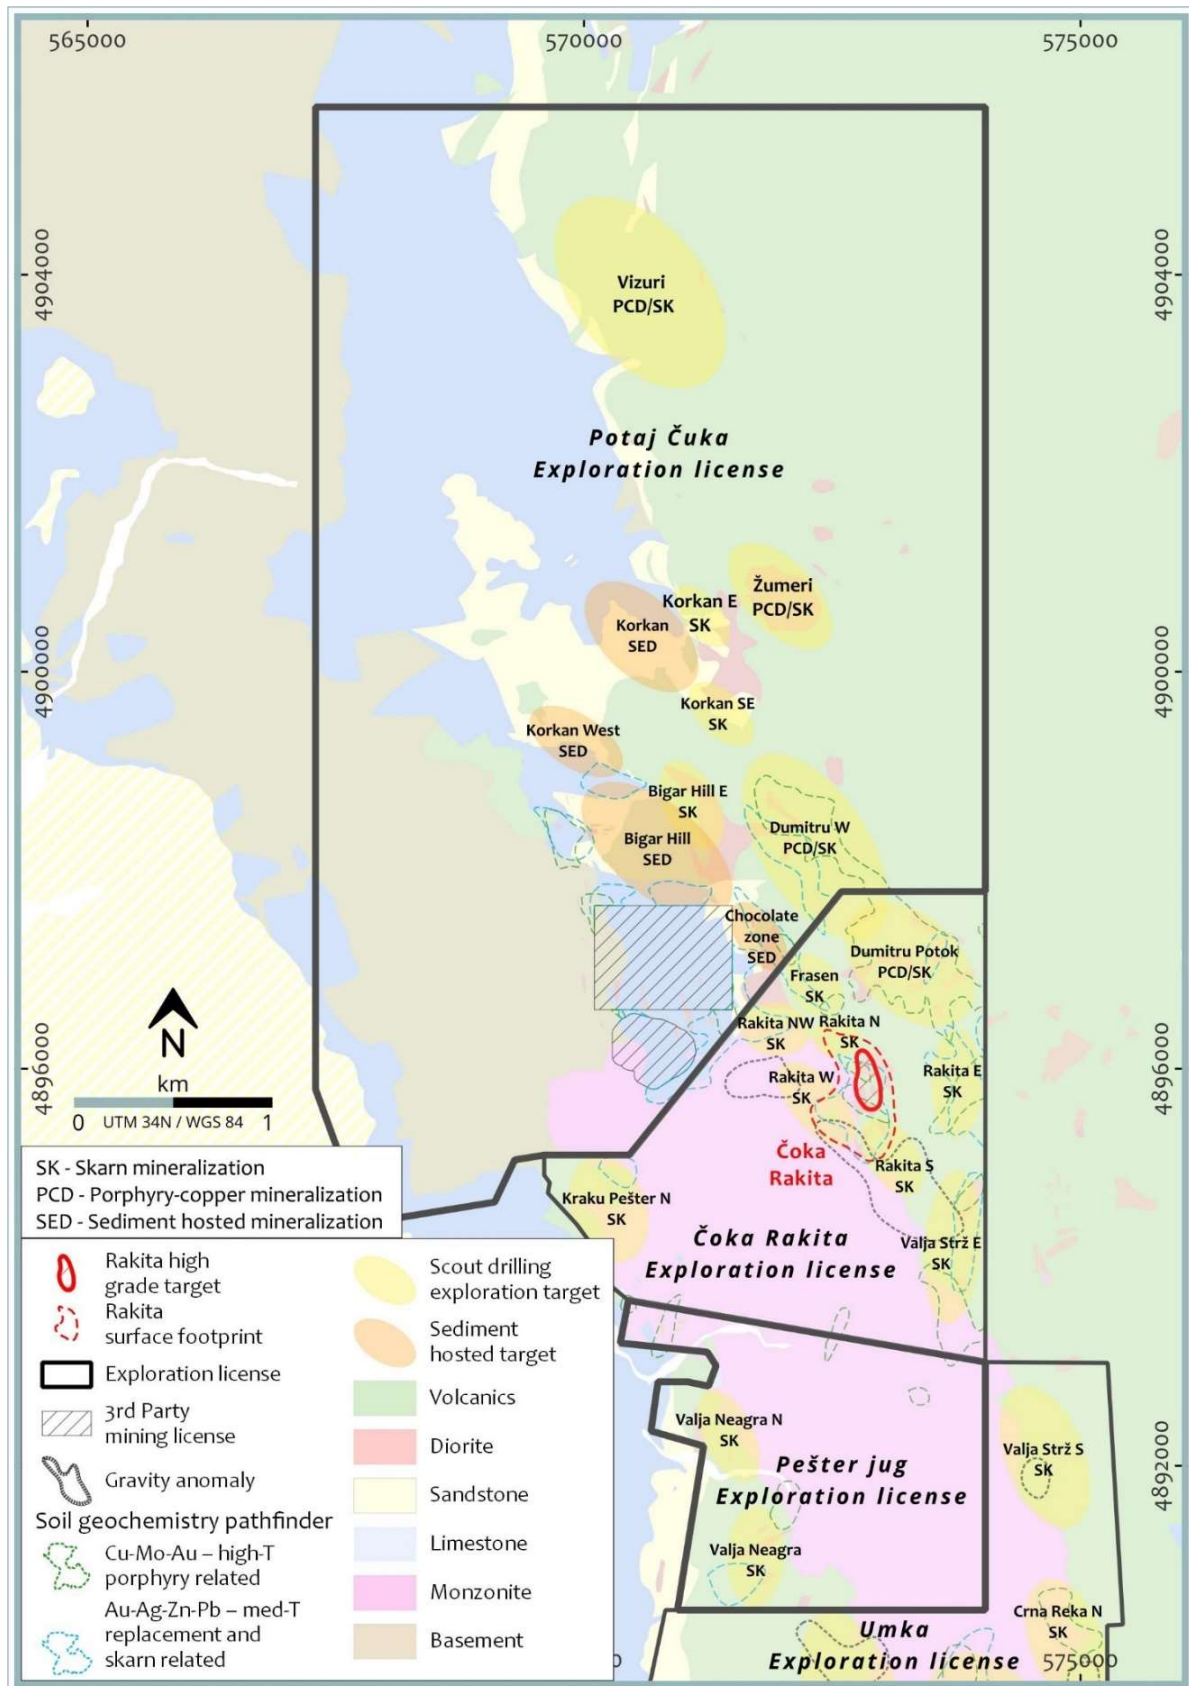 565000
570000
575000
4904000
4904000
Vizuri
PCD/SK
Potaj Čuka
Exploration license
Žumeri
PCD/SK
Korkan E
SK
Korkan
SED
4900000
4900000
Korkan SE
SK
Korkan West
SED
Bigar Hill E
SK
Bigar Hill
SED
Dumitru W
PCD/SK
Chocolate
zone
SED
Dumitru Potok
PCD/SK
Frasen
SK
N
Rakita NW
SK
Rakita N
SK
4896000
4896000
Rakita W
SK
Rakita E
SK
km
0 UTM 34N / WGS 84 1
Čoka
Rakita
Rakita S
SK
SK - Skarn mineralization
PCD - Porphyry-copper mineralization
SED - Sediment hosted mineralization
Kraku Pešter N
SK
Čoka Rakita
Exploration license
Valja Strž E
SK
Rakita high
grade target
Rakita
surface footprint
Exploration license
3rd Party
mining license
Gravity anomaly
Soil geochemistry pathfinder
Cu-Mo-Au – high-T
porphyry related
Au-Ag-Zn-Pb – med-T
replacement and
skarn related
Scout drilling
exploration target
Sediment
hosted target
Volcanics
Diorite
Sandstone
Limestone
Monzonite
Basement
Valja Neagra N
SK
Valja Strž S
SK
4892000
Pešter jug
Exploration license
Valja Neagra
SK
Crna Reka N
SK
Umka
Exploration license
575000